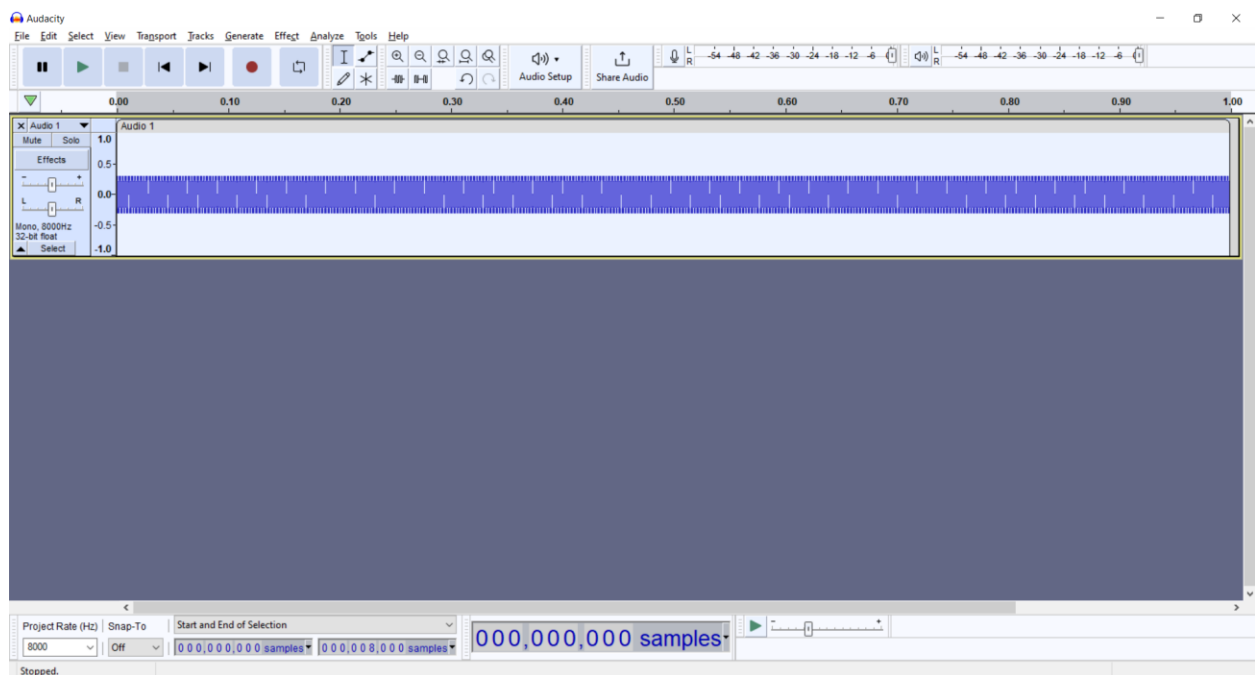 Audacity
File Edit Select View Transport Tracks Generate Effect Analyze Tools Help
L R -54 -48 -42 -36 -30 -24 -18 -12 -6 0
L R -54 -48 -42 -36 -30 -24 -18 -12 -6 0
Audio Setup
Share Audio
0.00 0.10 0.20 0.30 0.40 0.50 0.60 0.70 0.80 0.90 1.00
Audio 1
Audio 1
Mute Solo
Effects
- +
L R
Mono, 8000Hz
32-bit float
Select
1.0
0.5
0.0
-0.5
-1.0
Project Rate (Hz)
8000
Snap-To
Off
Start and End of Selection
000,000,000 samples
000,008,000 samples
000,000,000 samples
- +
Stopped.